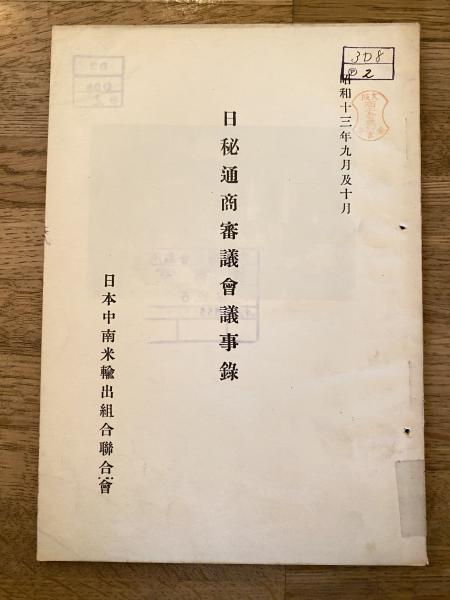 3D8
2
昭和十三年九月及十月
日秘通商審議會議事錄
日本中南米輸出組合聯合會